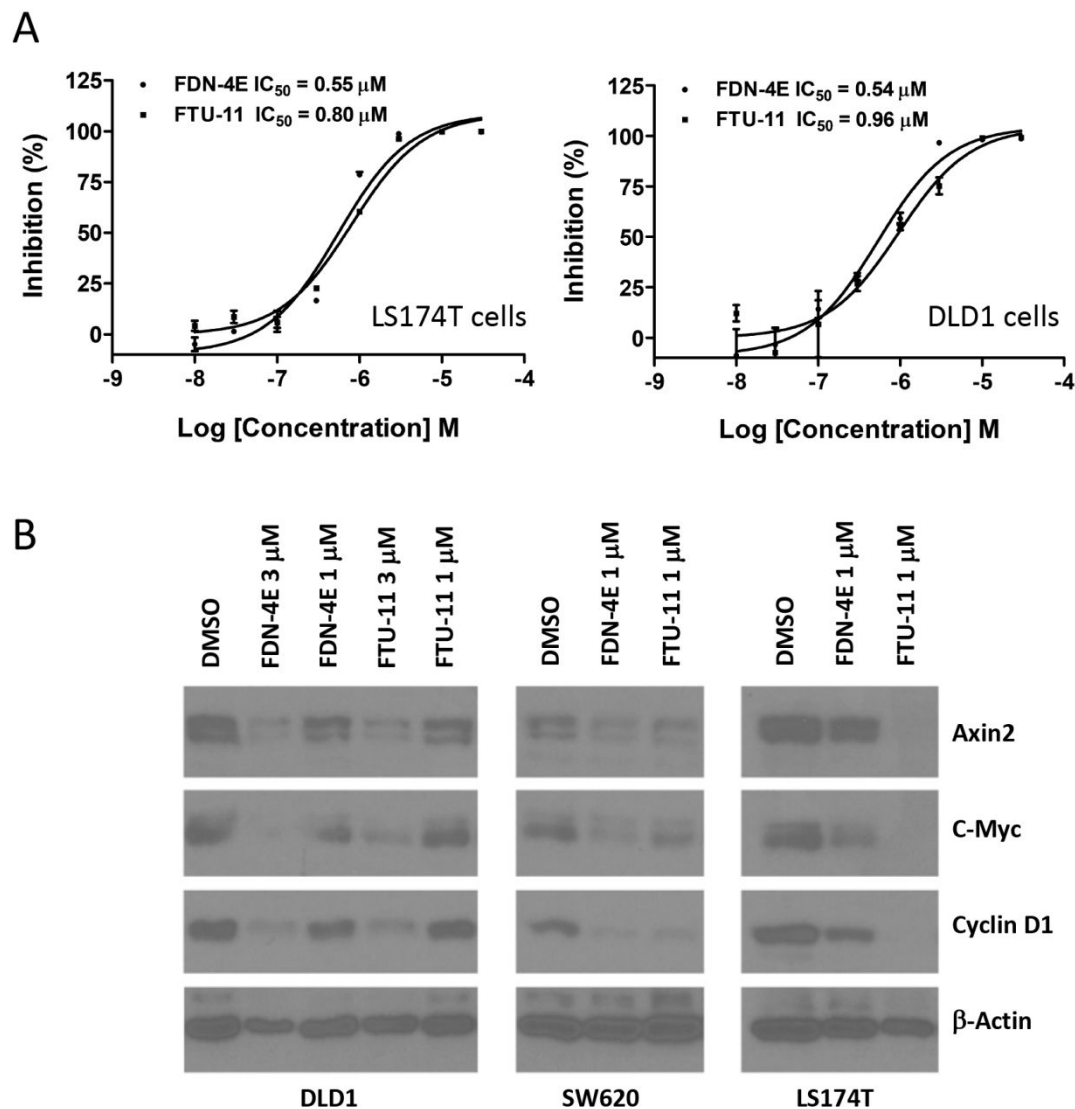 A
FDN-4E IC50 = 0.55 µM
FTU-11 IC50 = 0.80 µM
Inhibition (%)
125
100
75
50
25
0
LS174T cells
-9 -8 -7 -6 -5 -4
Log [Concentration] M
FDN-4E IC50 = 0.54 µM
FTU-11 IC50 = 0.96 µM
Inhibition (%)
125
100
75
50
25
0
DLD1 cells
-9 -8 -7 -6 -5 -4
Log [Concentration] M
B
DMSO
FDN-4E 3 µM
FDN-4E 1 µM
FTU-11 3 µM
FTU-11 1 µM
DMSO
FDN-4E 1 µM
FTU-11 1 µM
DMSO
FDN-4E 1 µM
FTU-11 1 µM
Axin2
C-Myc
Cyclin D1
β-Actin
DLD1 SW620 LS174T